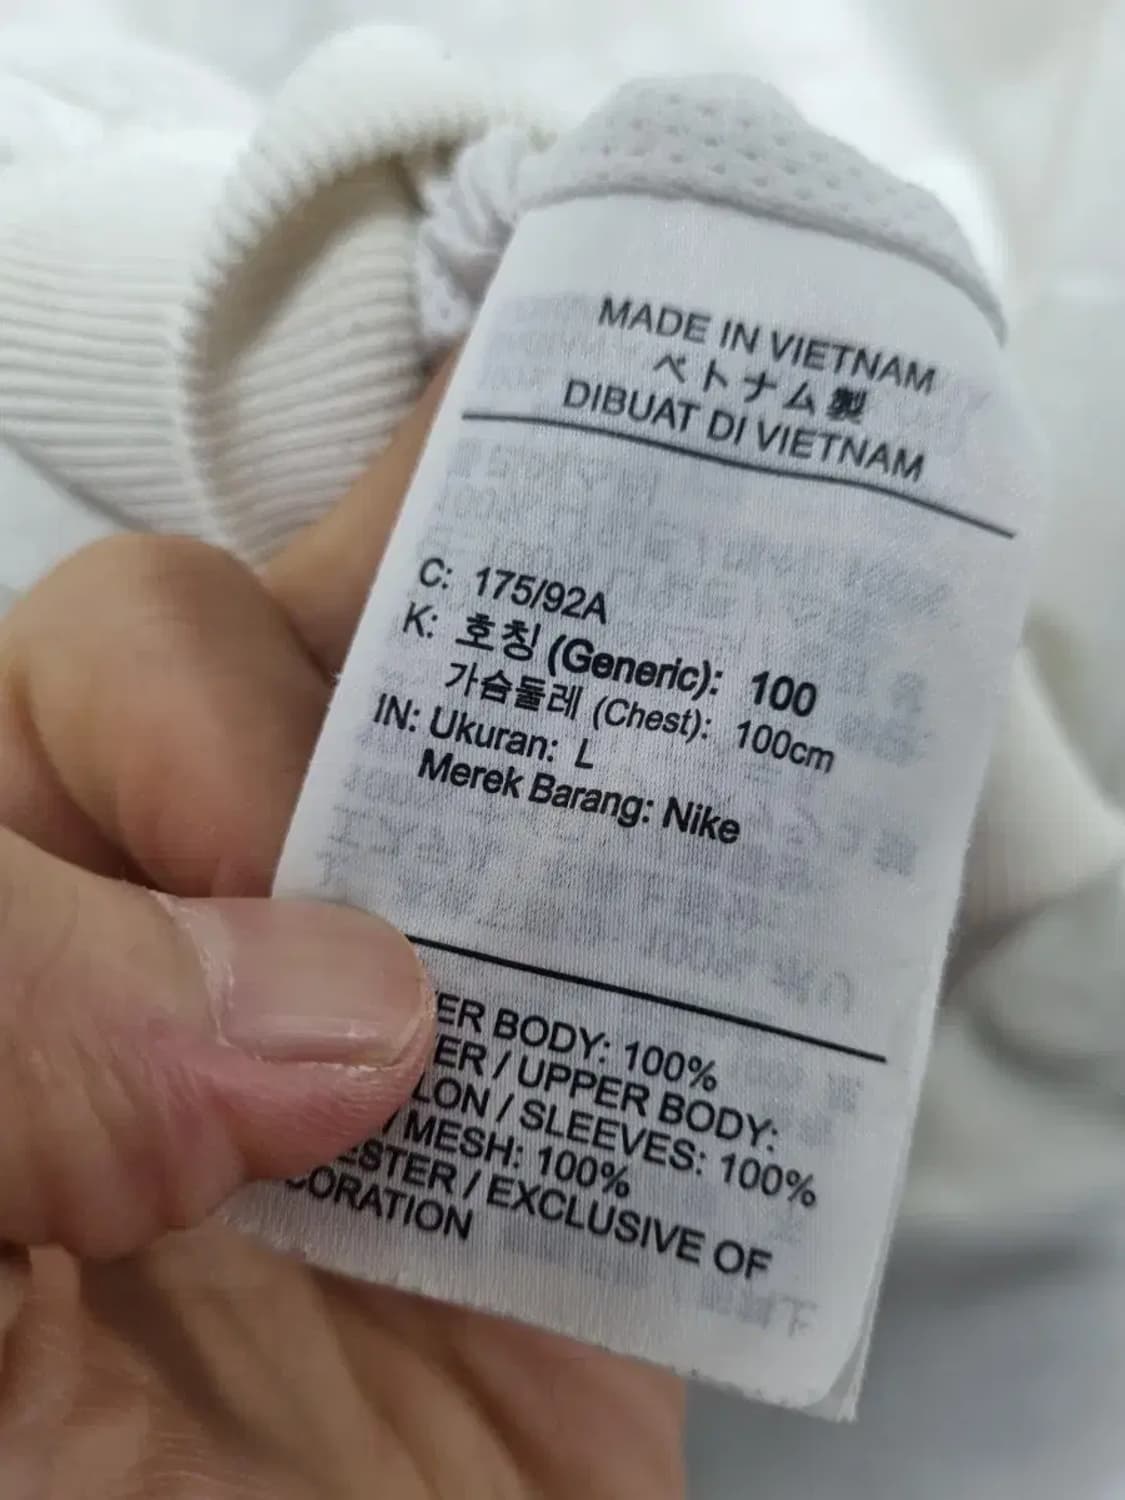 MADE IN VIETNAM
ベトナム製
DIBUAT DI VIETNAM
C: 175/92A
K: 호칭 (Generic): 100
가슴둘레 (Chest): 100cm
IN: Ukuran: L
Merek Barang: Nike
ER BODY: 100%
ER / UPPER BODY:
LON / SLEEVES: 100%
/ MESH: 100%
ESTER / EXCLUSIVE OF
ORATION